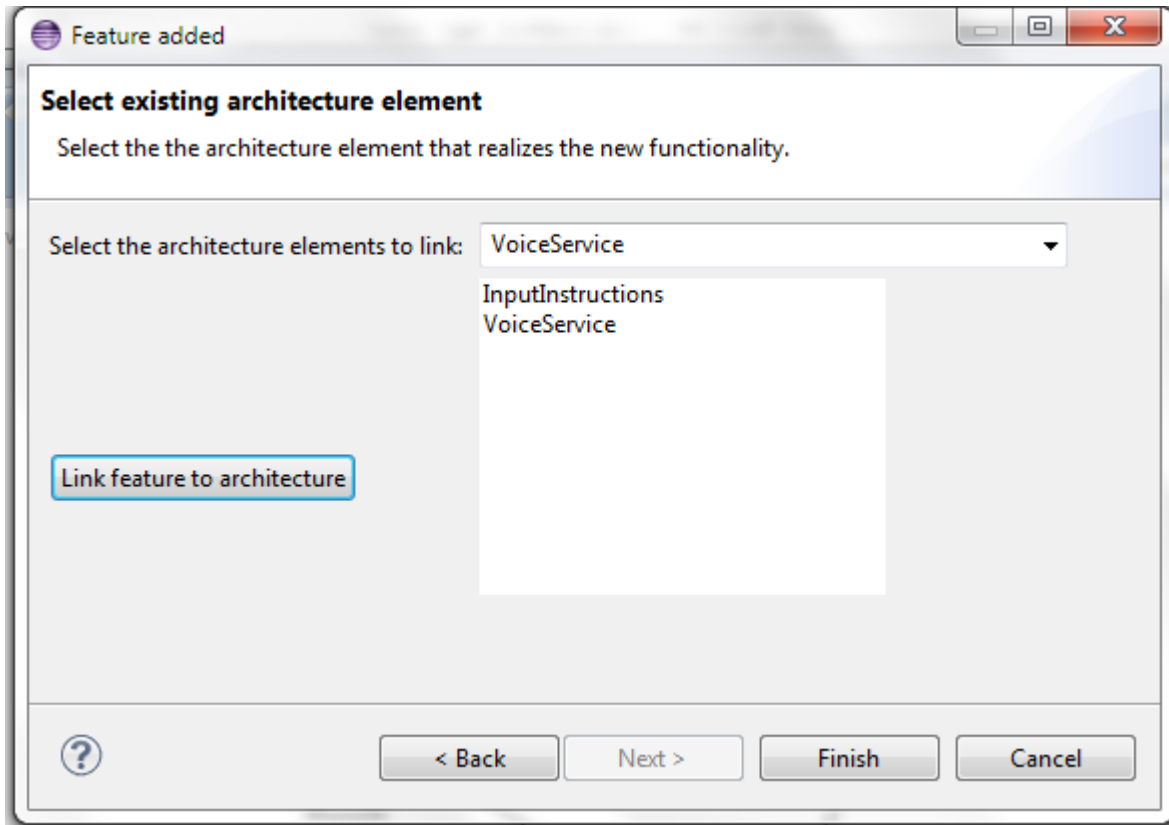 Feature added
Select existing architecture element
Select the the architecture element that realizes the new functionality.
Select the architecture elements to link: VoiceService
InputInstructions
VoiceService
Link feature to architecture
< Back Next > Finish Cancel